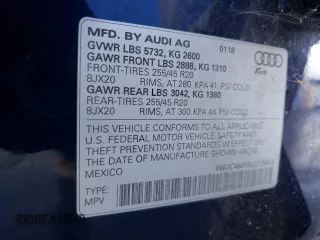 MFD. BY AUDI AG 0118
GVWR LBS 5732, KG 2600
GAWR FRONT LBS 2888, KG 1310
FRONT-TIRES 255/45 R20
8JX20 RIMS, AT 280 KPA 41 PSI COLD
GAWR REAR LBS 3042, KG 1380
REAR-TIRES 255/45 R20
8JX20 RIMS, AT 300 KPA 44 PSI COLD
THIS VEHICLE CONFORMS TO ALL APPLICABLE
U.S. FEDERAL MOTOR VEHICLE SAFETY
AND THEFT PREVENTION STANDARDS IN EFFECT ON
THE DATE OF MANUFACTURE SHOWN ABOVE.
MEXICO
TYPE:
MPV